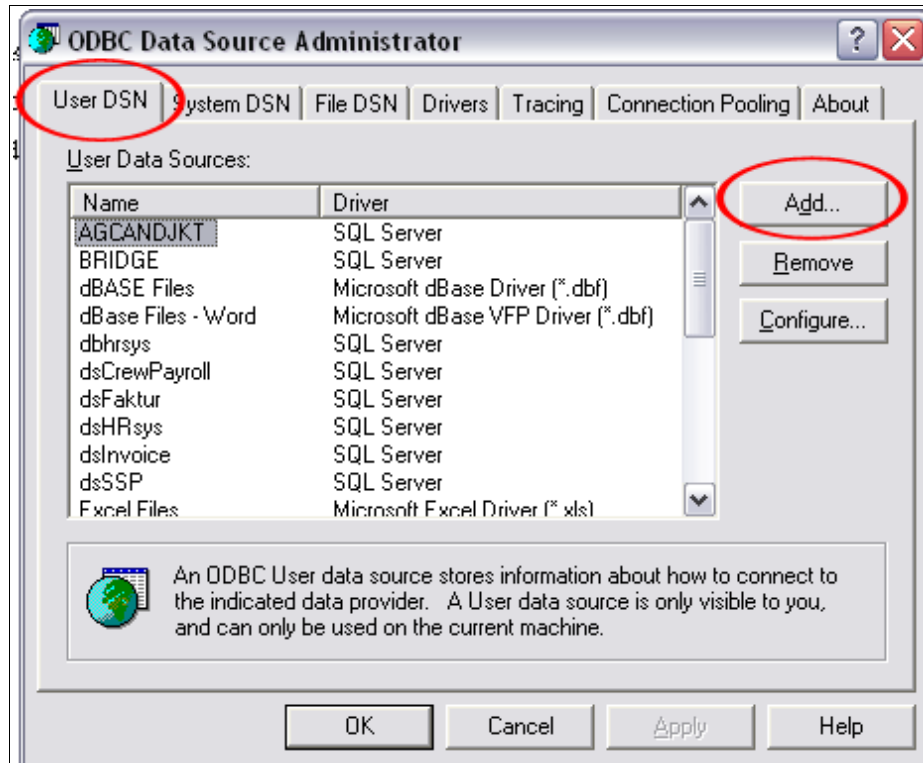 ODBC Data Source Administrator
User DSN System DSN File DSN Drivers Tracing Connection Pooling About
User Data Sources:
Name Driver
AGCANDJKT SQL Server
BRIDGE SQL Server
dBASE Files Microsoft dBase Driver (*.dbf)
dBase Files - Word Microsoft dBase VFP Driver (*.dbf)
dbhrsys SQL Server
dsCrewPayroll SQL Server
dsFaktur SQL Server
dsHRsys SQL Server
dsInvoice SQL Server
dsSSP SQL Server
Excel Files Microsoft Excel Driver (*.xls)
Add...
Remove
Configure...
An ODBC User data source stores information about how to connect to
the indicated data provider. A User data source is only visible to you,
and can only be used on the current machine.
OK Cancel Apply Help